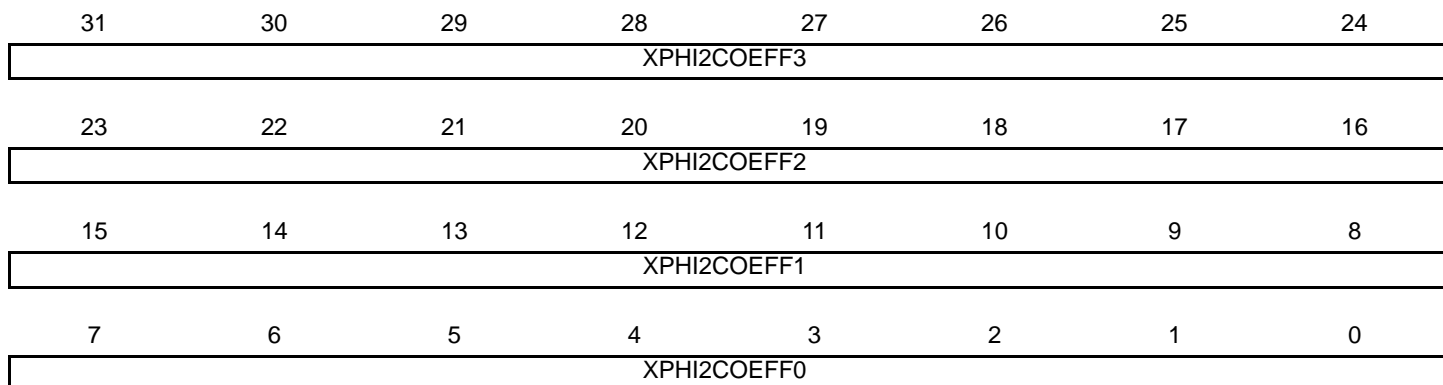 31 30 29 28 27 26 25 24
XPHI2COEFF3
23 22 21 20 19 18 17 16
XPHI2COEFF2
15 14 13 12 11 10 9 8
XPHI2COEFF1
7 6 5 4 3 2 1 0
XPHI2COEFF0